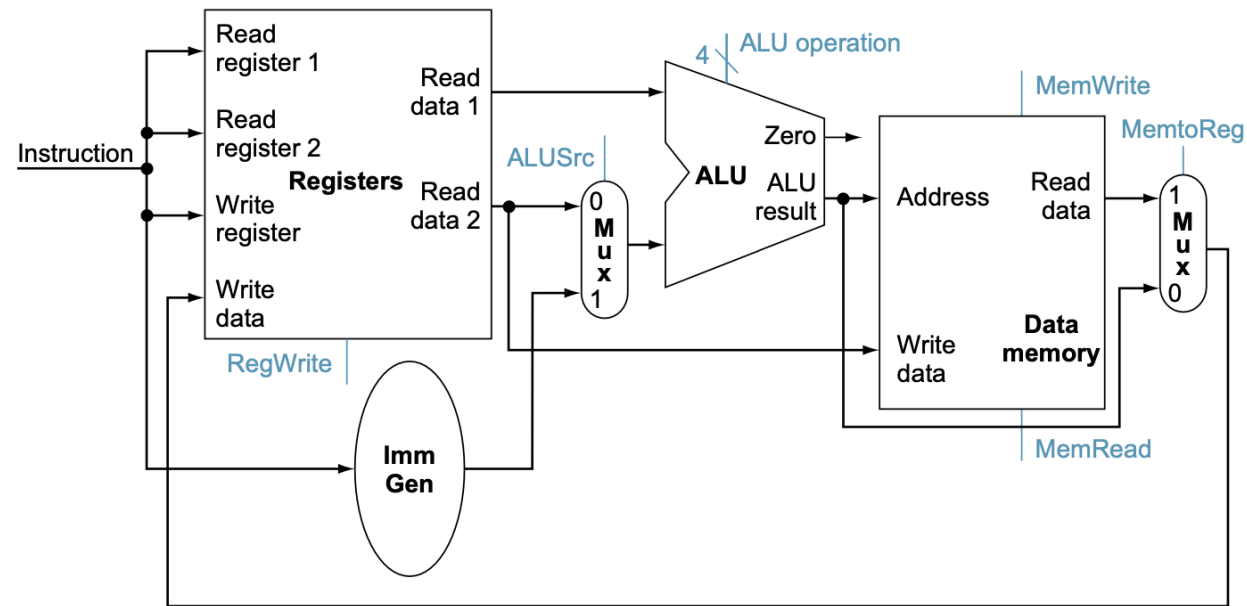 Instruction
Read
register 1
Read
register 2
Registers
Write
register
Write
data
Read
data 1
Read
data 2
RegWrite
Imm
Gen
ALUSrc
0
M
u
x
1
4
ALU operation
Zero
ALU
ALU
result
MemWrite
Address
Read
data
Write
data
Data
memory
MemRead
MemtoReg
1
M
u
x
0